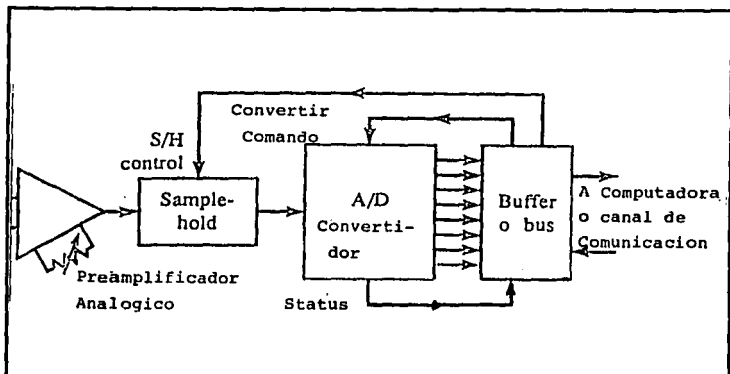 Convertir
Comando
S/H
control
Sample-
hold
A/D
Converti-
dor
Buffer
o bus
A Computadora
o canal de
Comunicacion
Preamplificador
Analogico
Status